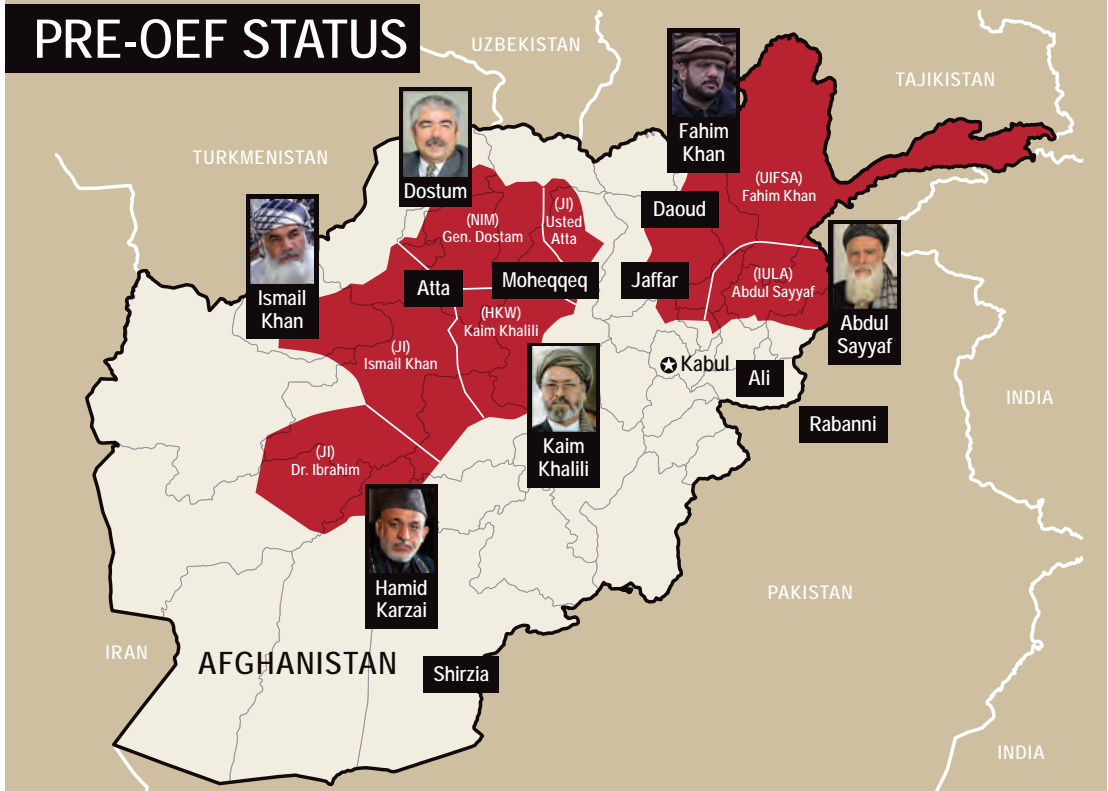 PRE-OEF STATUS
UZBEKISTAN
TAJIKISTAN
TURKMENISTAN
Fahim
Khan
Dostum
(UIFSA)
Fahim Khan
Daoud
(JI)
Usted
Atta
(NIM)
Gen. Dostam
Ismail
Khan
Atta
Moheqqeq
Jaffar
(IULA)
Abdul Sayyaf
Abdul
Sayyaf
(HKW)
Kaim Khalili
(JI)
Ismail Khan
Kabul
Ali
INDIA
Rabanni
Kaim
Khalili
(JI)
Dr. Ibrahim
Hamid
Karzai
PAKISTAN
IRAN
AFGHANISTAN
Shirzia
INDIA